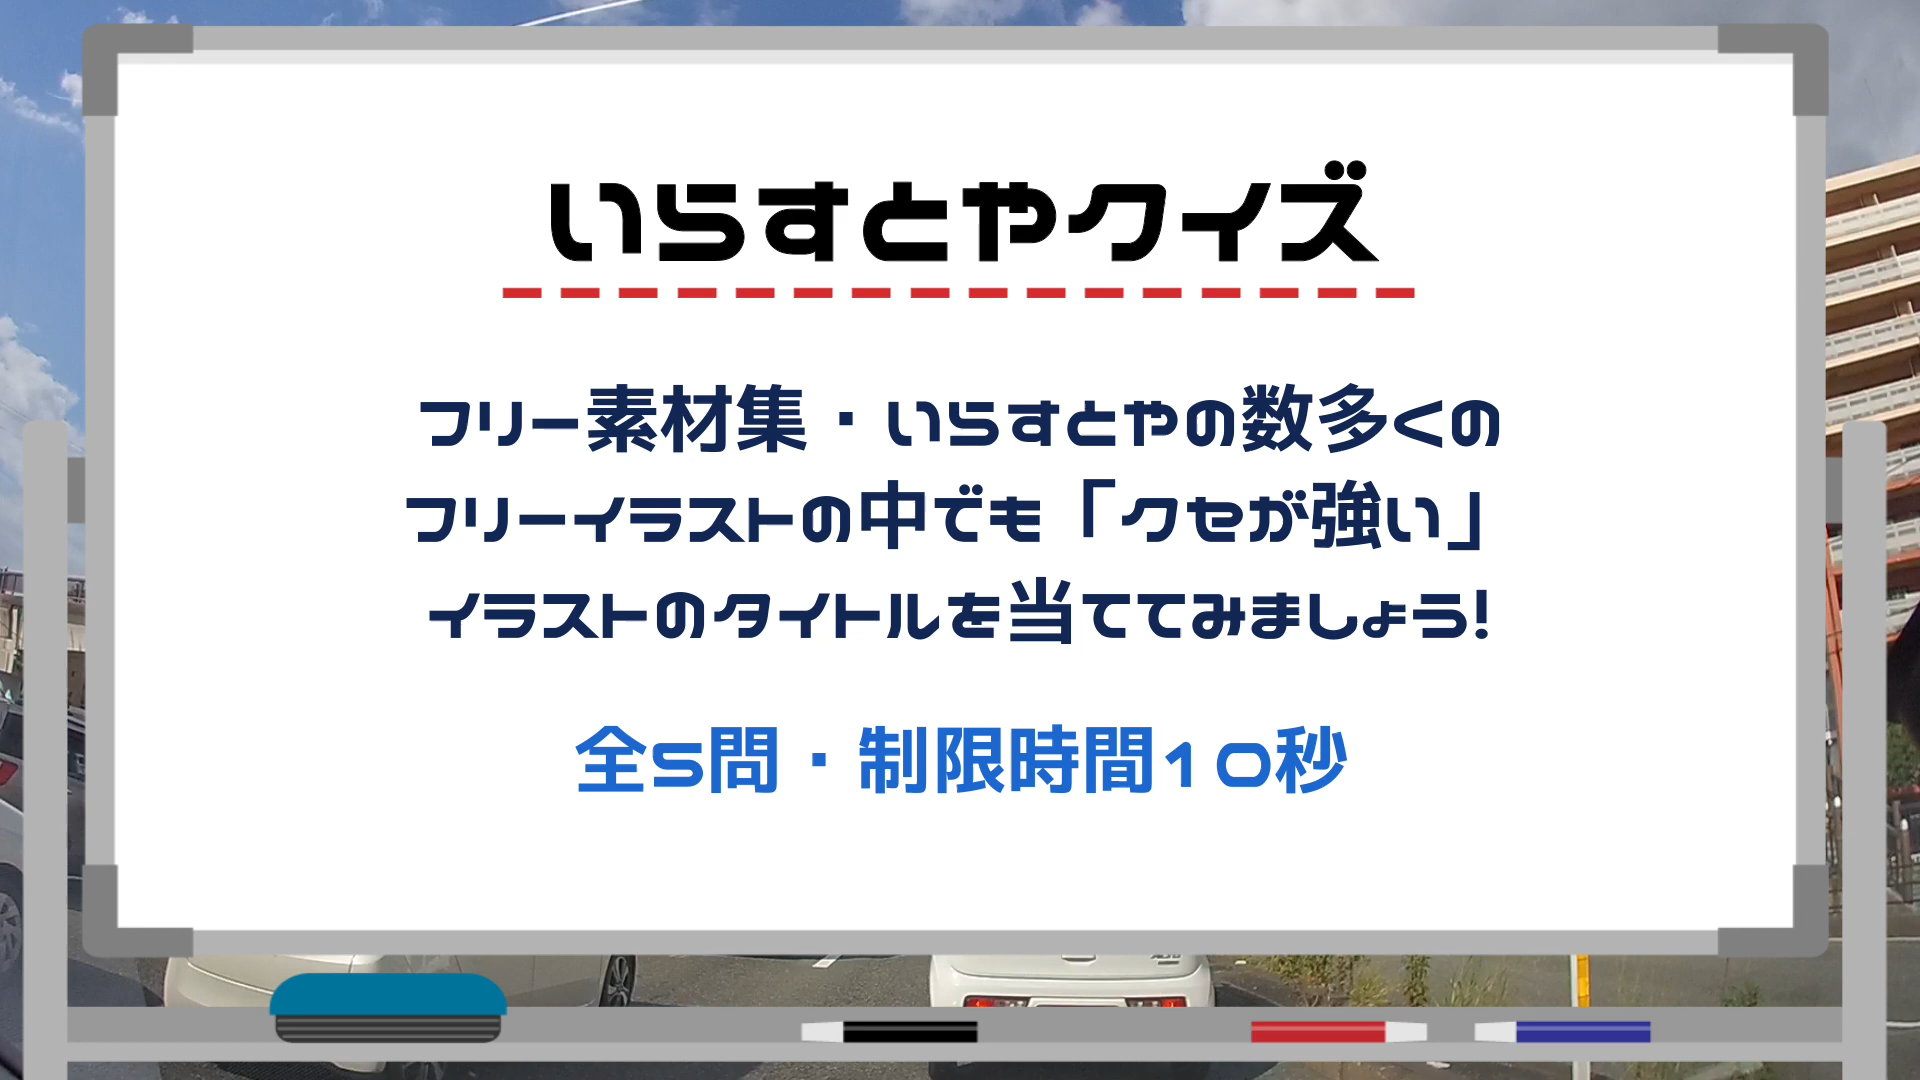 いらすとやクイズ
フリー素材集・いらすとやの数多くの
フリーイラストの中でも「クセが強い」
イラストのタイトルを当ててみましょう!
全5問・制限時間10秒